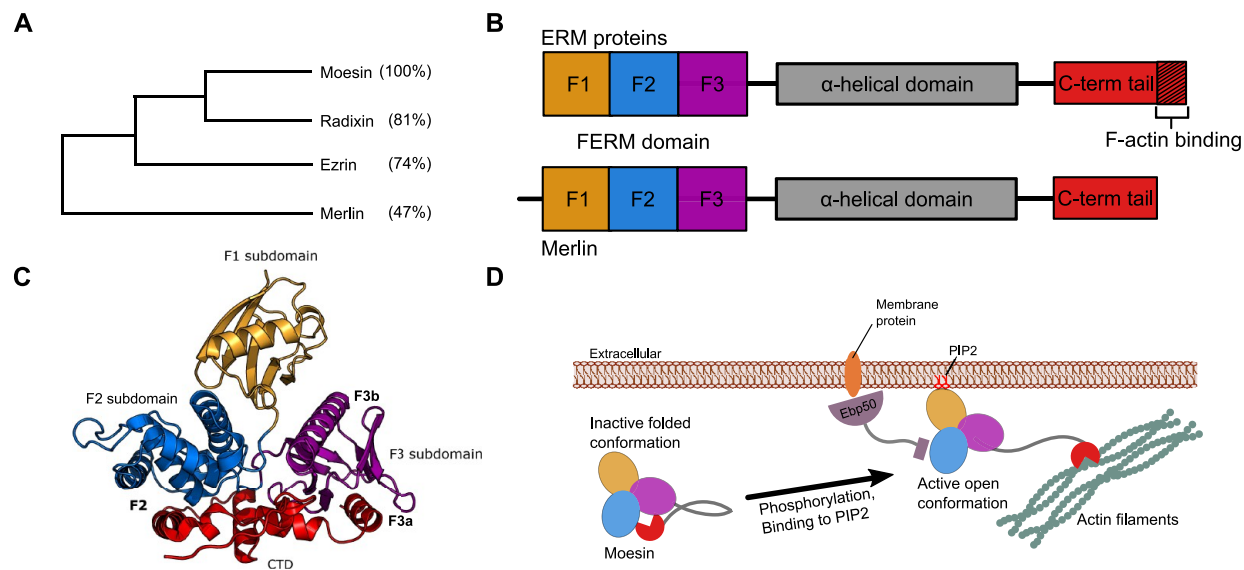 A
Moesin (100%)
Radixin (81%)
Ezrin (74%)
Merlin (47%)
B
ERM proteins
F1 F2 F3 α-helical domain C-term tail
F-actin binding
FERM domain
F1 F2 F3 α-helical domain C-term tail
Merlin
C
F1 subdomain
F2 subdomain
F3b
F3 subdomain
F2
F3a
CTD
D
Membrane
protein
PIP2
Extracellular
Ebp50
Inactive folded
conformation
Moesin
Phosphorylation,
Binding to PIP2
Active open
conformation
Actin filaments